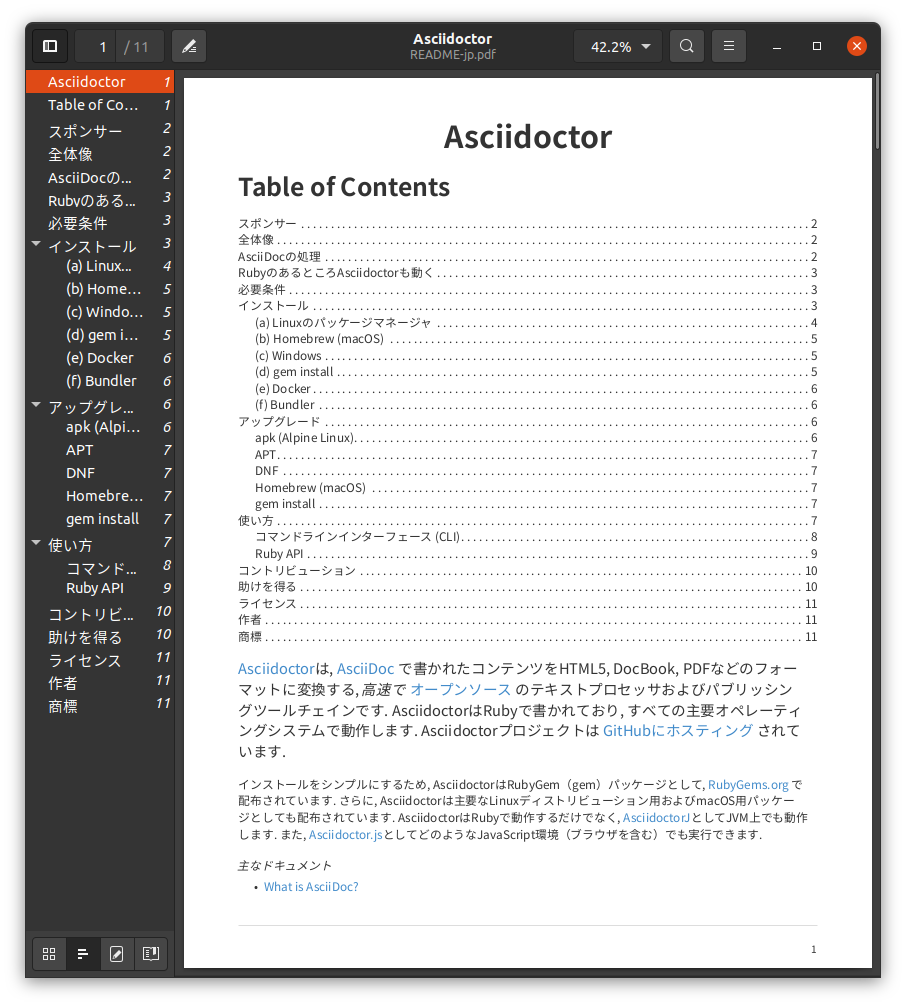 Asciidoctor
README-jp.pdf
1 / 11
42.2%
Asciidoctor 1
Table of Co... 1
スポンサー 2
全体像 2
AsciiDocの... 2
Rubyのある... 3
必要条件 3
インストール 3
(a) Linux... 4
(b) Home... 5
(c) Windo... 5
(d) gem i... 5
(e) Docker 6
(f) Bundler 6
アップグレ... 6
apk (Alpi... 6
APT 7
DNF 7
Homebre... 7
gem install 7
使い方 7
コマンド... 8
Ruby API 9
コントリビ... 10
助けを得る 10
ライセンス 11
作者 11
商標 11
Asciidoctor
Table of Contents
スポンサー 2
全体像 2
AsciiDocの処理 2
RubyのあるところAsciidoctorも動く 3
必要条件 3
インストール 3
(a) Linuxのパッケージマネージャ 4
(b) Homebrew (macOS) 5
(c) Windows 5
(d) gem install 5
(e) Docker 6
(f) Bundler 6
アップグレード 6
apk (Alpine Linux) 6
APT 7
DNF 7
Homebrew (macOS) 7
gem install 7
使い方 7
コマンドラインインターフェース (CLI) 8
Ruby API 9
コントリビューション 10
助けを得る 10
ライセンス 11
作者 11
商標 11
Asciidoctorは, AsciiDoc で書かれたコンテンツをHTML5, DocBook, PDFなどのフォー
マットに変換する, 高速で オープンソース のテキストプロセッサおよびパブリッシン
グツールチェインです. AsciidoctorはRubyで書かれており, すべての主要オペレーティ
ングシステムで動作します. Asciidoctorプロジェクトは GitHubにホスティング されて
います.
インストールをシンプルにするため, AsciidoctorはRubyGem（gem）パッケージとして, RubyGems.org で
配布されています. さらに, Asciidoctorは主要なLinuxディストリビューション用およびmacOS用パッケー
ジとしても配布されています. AsciidoctorはRubyで動作するだけでなく, AsciidoctorJとしてJVM上でも動作
します. また, Asciidoctor.jsとしてどのようなJavaScript環境（ブラウザを含む）でも実行できます.
主なドキュメント
• What is AsciiDoc?
1